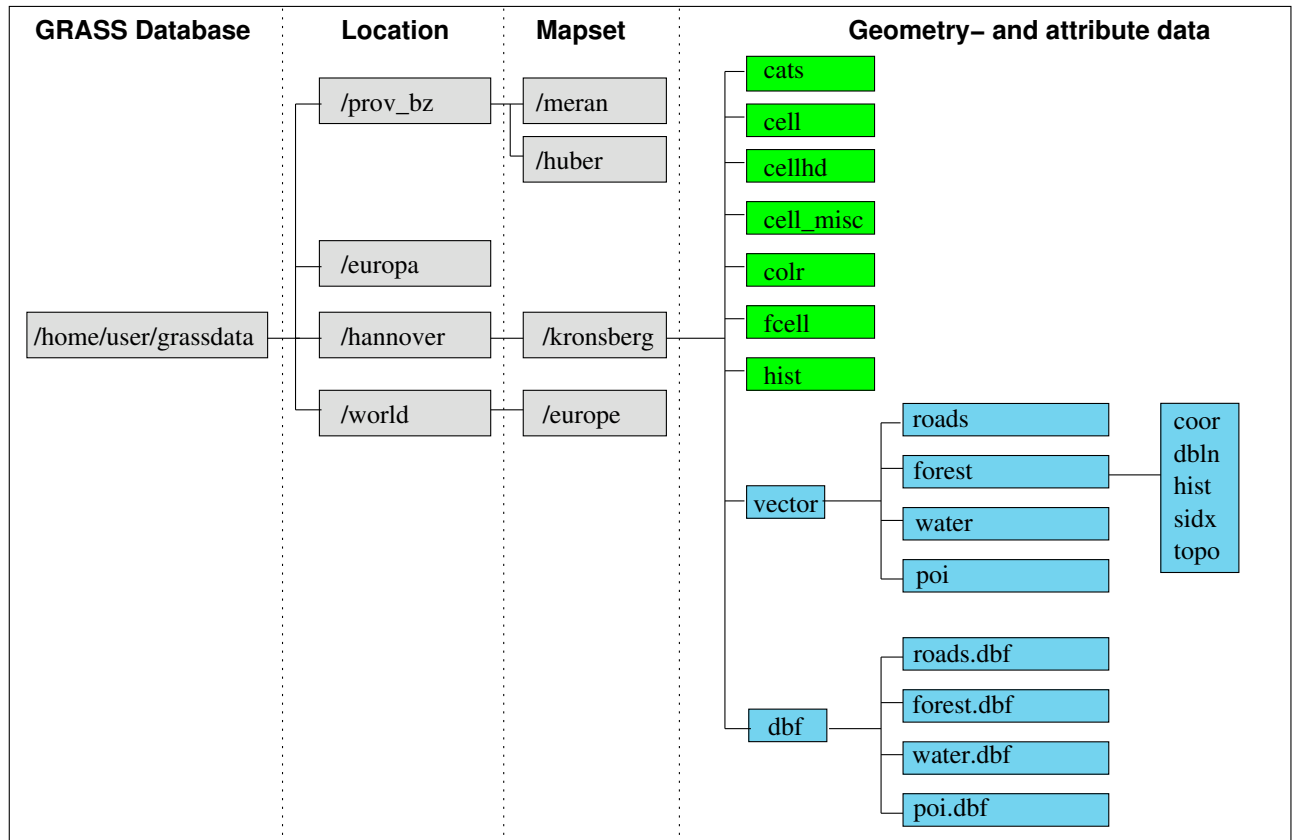 GRASS Database
Location
Mapset
Geometry– and attribute data
/home/user/grassdata
/prov_bz
/europa
/hannover
/world
/meran
/huber
/kronsberg
/europe
cats
cell
cellhd
cell_misc
colr
fcell
hist
vector
roads
forest
water
poi
coor
dbln
hist
sidx
topo
dbf
roads.dbf
forest.dbf
water.dbf
poi.dbf